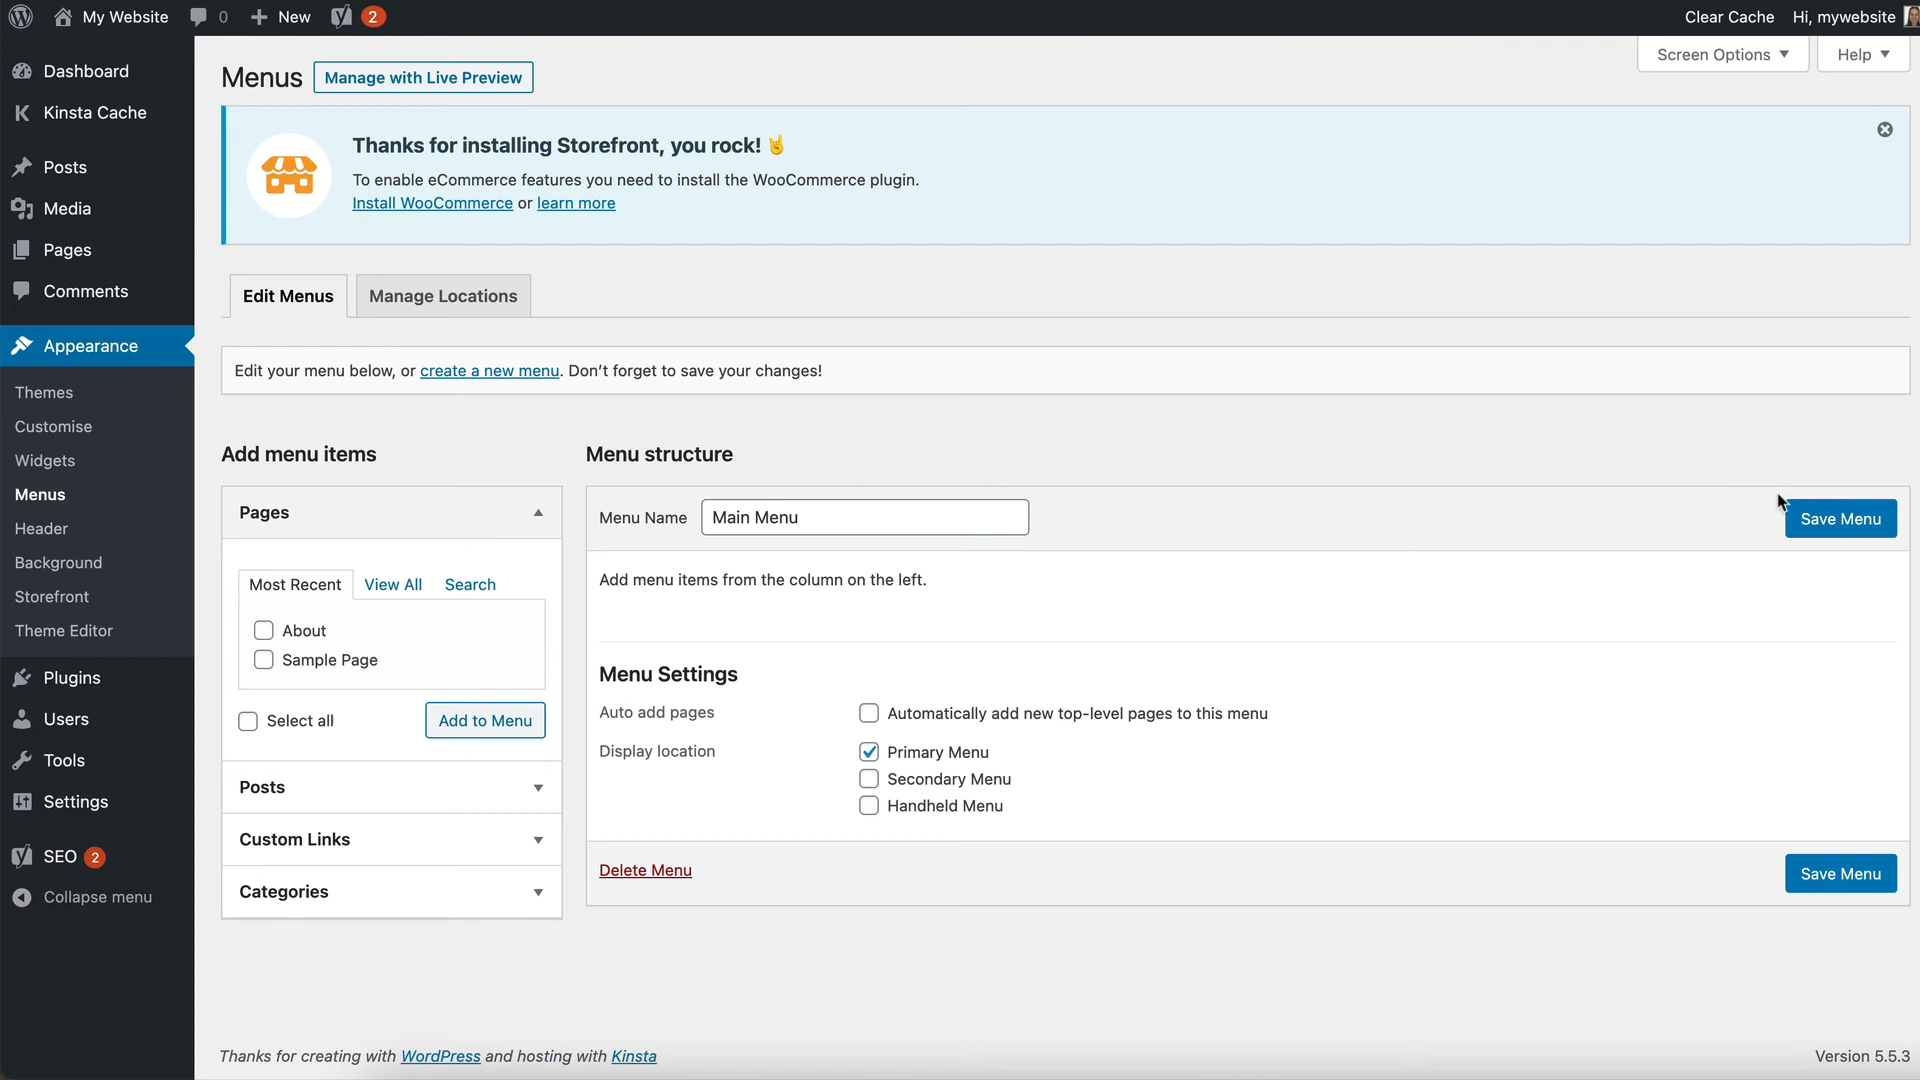 My Website
0
New
2
Clear Cache
Hi, mywebsite
Dashboard
Kinsta Cache
Posts
Media
Pages
Comments
Appearance
Themes
Customise
Widgets
Menus
Header
Background
Storefront
Theme Editor
Plugins
Users
Tools
Settings
SEO 2
Collapse menu
Screen Options
Help
Menus
Manage with Live Preview
Thanks for installing Storefront, you rock! 🤘
To enable eCommerce features you need to install the WooCommerce plugin.
Install WooCommerce or learn more
Edit Menus
Manage Locations
Edit your menu below, or create a new menu. Don’t forget to save your changes!
Add menu items
Pages
Most Recent
View All
Search
About
Sample Page
Select all
Add to Menu
Posts
Custom Links
Categories
Menu structure
Menu Name
Main Menu
Save Menu
Add menu items from the column on the left.
Menu Settings
Auto add pages
Automatically add new top-level pages to this menu
Display location
Primary Menu
Secondary Menu
Handheld Menu
Delete Menu
Save Menu
Thanks for creating with WordPress and hosting with Kinsta
Version 5.5.3